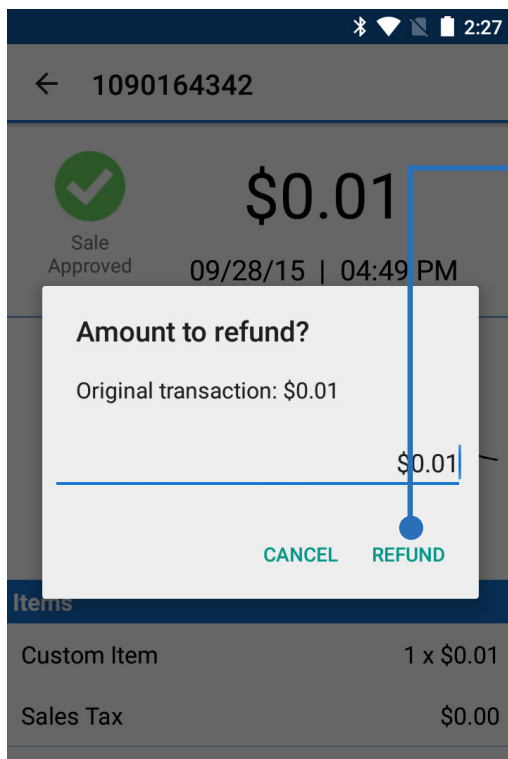 2:27
1090164342
$0.01
Sale
Approved
09/28/15 | 04:49 PM
Amount to refund?
Original transaction: $0.01
$0.01
CANCEL REFUND
Items
Custom Item 1 x $0.01
Sales Tax $0.00